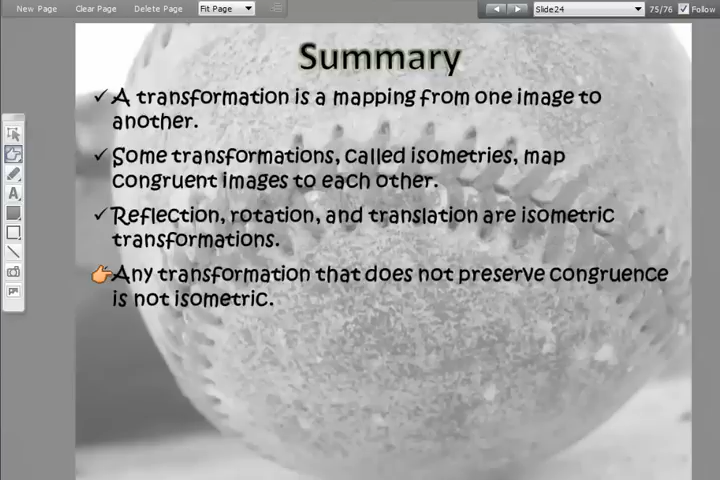 New Page Clear Page Delete Page Fit Page Slide24 75/76 Follow
Summary
A transformation is a mapping from one image to
another.
Some transformations, called isometries, map
congruent images to each other.
Reflection, rotation, and translation are isometric
transformations.
Any transformation that does not preserve congruence
is not isometric.
A